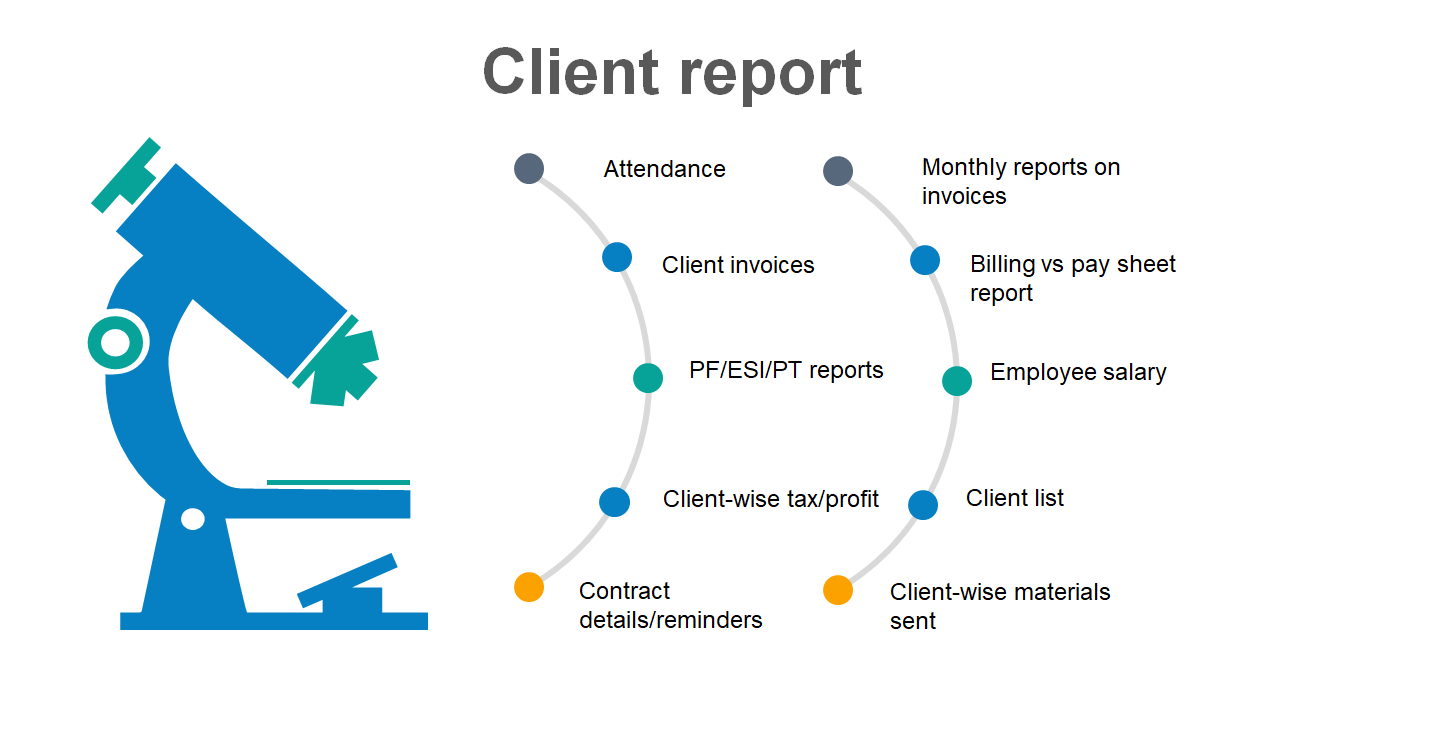 Client report
Attendance
Client invoices
PF/ESI/PT reports
Client-wise tax/profit
Contract
details/reminders
Monthly reports on
invoices
Billing vs pay sheet
report
Employee salary
Client list
Client-wise materials
sent